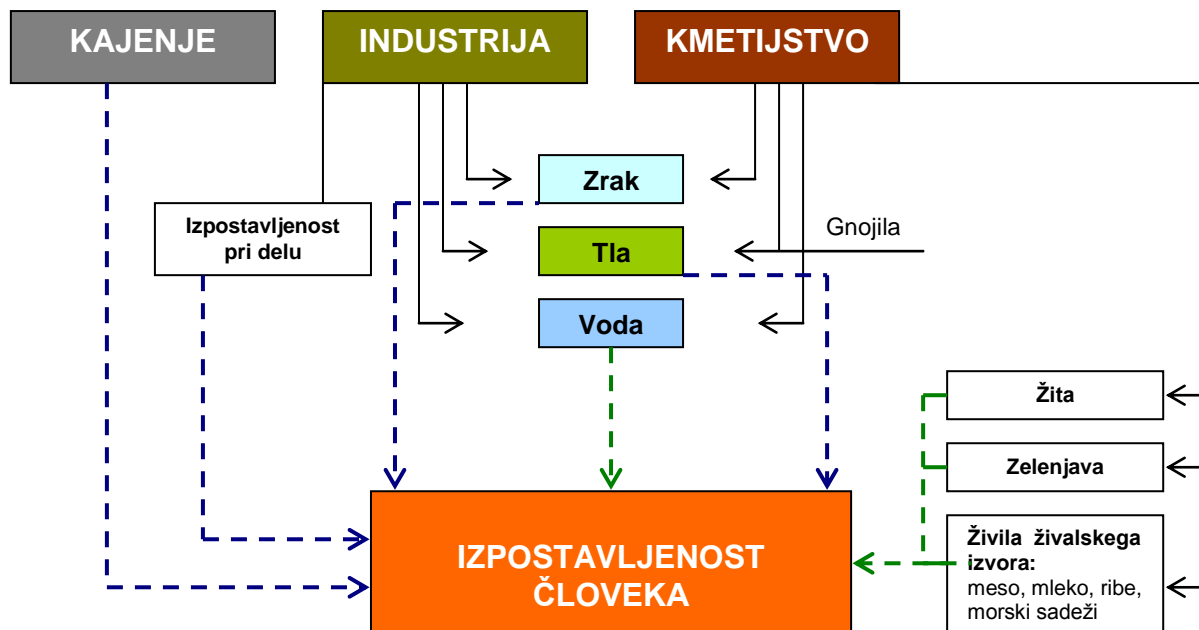 KAJENJE
INDUSTRIJA
KMETIJSTVO
Zrak
Izpostavljenost
pri delu
Gnojila
Tla
Voda
Žita
Zelenjava
IZPOSTAVLJENOST
ČLOVEKA
Živila živalskega
izvora:
meso, mleko, ribe,
morski sadeži